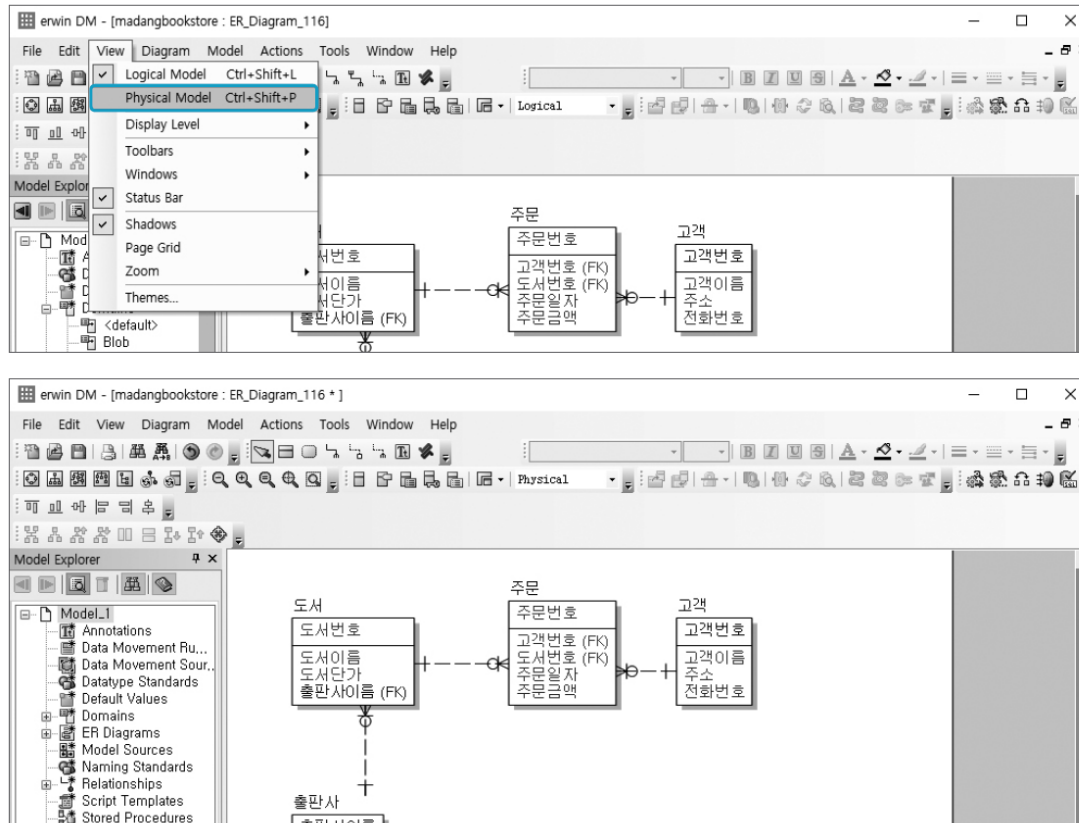 erwin DM - [madangbookstore : ER_Diagram_116]
File Edit View Diagram Model Actions Tools Window Help
Logical Model Ctrl+Shift+L
Physical Model Ctrl+Shift+P
Logical
Display Level
Toolbars
Windows
Status Bar
Shadows
Page Grid
Zoom
Themes...
Model Explor
Mod
<default>
Blob
서번호
서이름
서단가
출판사이름 (FK)
주문
주문번호
고객번호 (FK)
도서번호 (FK)
주문일자
주문금액
고객
고객번호
고객이름
주소
전화번호
erwin DM - [madangbookstore : ER_Diagram_116 * ]
File Edit View Diagram Model Actions Tools Window Help
Physical
Model Explorer
Model_1
Annotations
Data Movement Ru...
Data Movement Sour..
Datatype Standards
Default Values
Domains
ER Diagrams
Model Sources
Naming Standards
Relationships
Script Templates
Stored Procedures
도서
도서번호
도서이름
도서단가
출판사이름 (FK)
주문
주문번호
고객번호 (FK)
도서번호 (FK)
주문일자
주문금액
고객
고객번호
고객이름
주소
전화번호
출판사
출판사이름